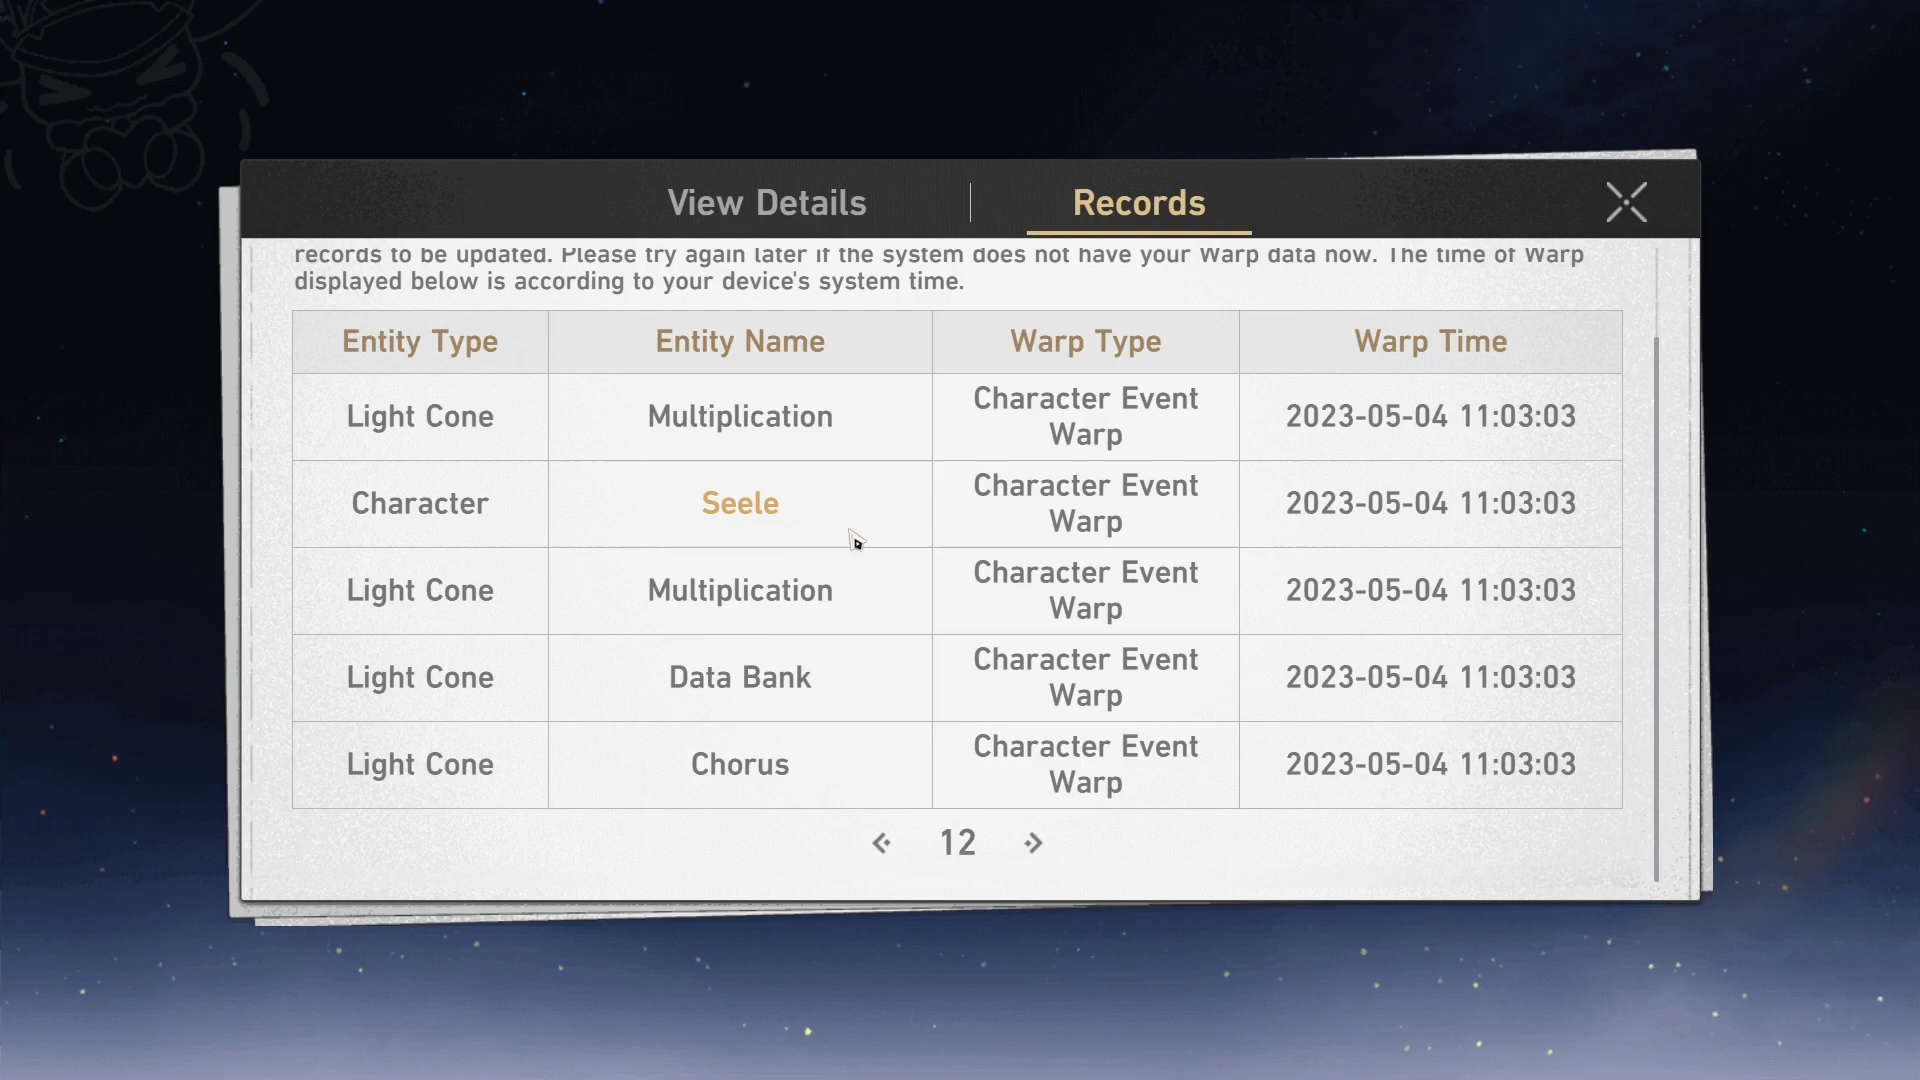 View Details
Records
records to be updated. Please try again later if the system does not have your Warp data now. The time of Warp
displayed below is according to your device's system time.
Entity Type Entity Name Warp Type Warp Time
Light Cone Multiplication Character Event Warp 2023-05-04 11:03:03
Character Seele Character Event Warp 2023-05-04 11:03:03
Light Cone Multiplication Character Event Warp 2023-05-04 11:03:03
Light Cone Data Bank Character Event Warp 2023-05-04 11:03:03
Light Cone Chorus Character Event Warp 2023-05-04 11:03:03
12